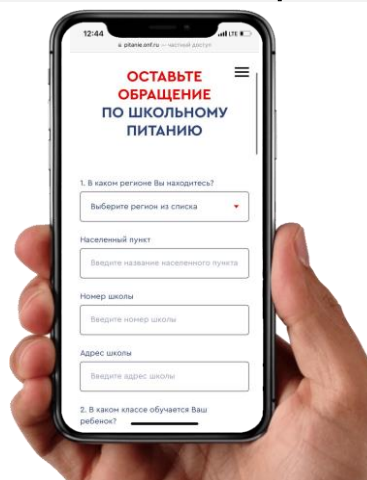 12:44
LTE
pitanie.onf.ru — частный доступ
ОСТАВЬТЕ
ОБРАЩЕНИЕ
ПО ШКОЛЬНОМУ
ПИТАНИЮ
1. В каком регионе Вы находитесь?
Выберите регион из списка
Населенный пункт
Введите название населенного пункта
Номер школы
Введите номер школы
Адрес школы
Введите адрес школы
2. В каком классе обучается Ваш
ребенок?